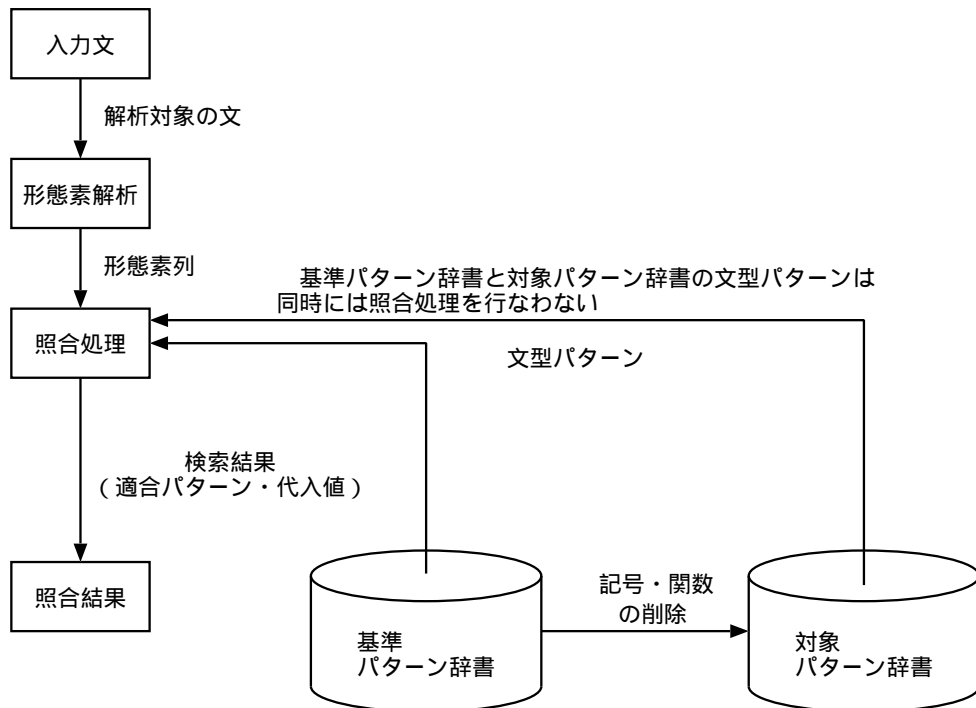 入力文
解析対象の文
形態素解析
形態素列
基準パターン辞書と対象パターン辞書の文型パターンは
同時には照合処理を行なわない
照合処理
文型パターン
検索結果
(適合パターン・代入値)
照合結果
記号・関数
の削除
基準
パターン辞書
対象
パターン辞書